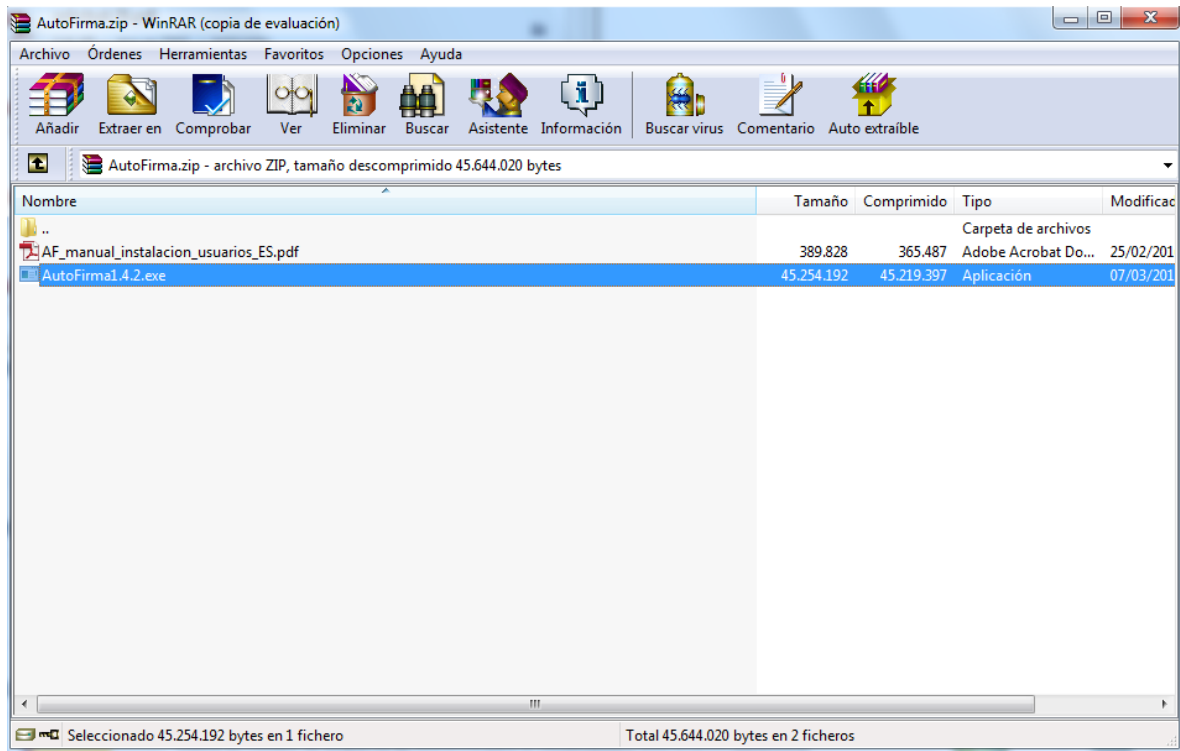 AutoFirma.zip - WinRAR (copia de evaluación)
Archivo Órdenes Herramientas Favoritos Opciones Ayuda
Añadir Extraer en Comprobar Ver Eliminar Buscar Asistente Información Buscar virus Comentario Auto extraíble
AutoFirma.zip - archivo ZIP, tamaño descomprimido 45.644.020 bytes
Nombre Tamaño Comprimido Tipo Modificac
.. Carpeta de archivos
AF_manual_instalacion_usuarios_ES.pdf 389.828 365.487 Adobe Acrobat Do... 25/02/201
AutoFirma1.4.2.exe 45.254.192 45.219.397 Aplicación 07/03/201
Seleccionado 45.254.192 bytes en 1 fichero Total 45.644.020 bytes en 2 ficheros